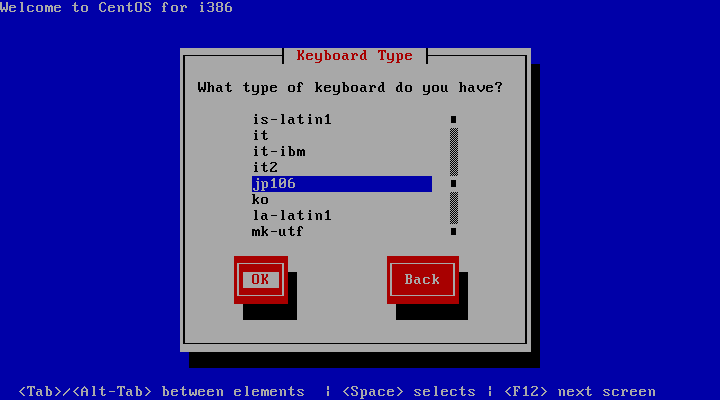 Welcome to CentOS for i386
Keyboard Type
What type of keyboard do you have?
is-latin1
it
it-ibm
it2
jp106
ko
la-latin1
mk-utf
OK
Back
<Tab>/<Alt-Tab> between elements | <Space> selects | <F12> next screen